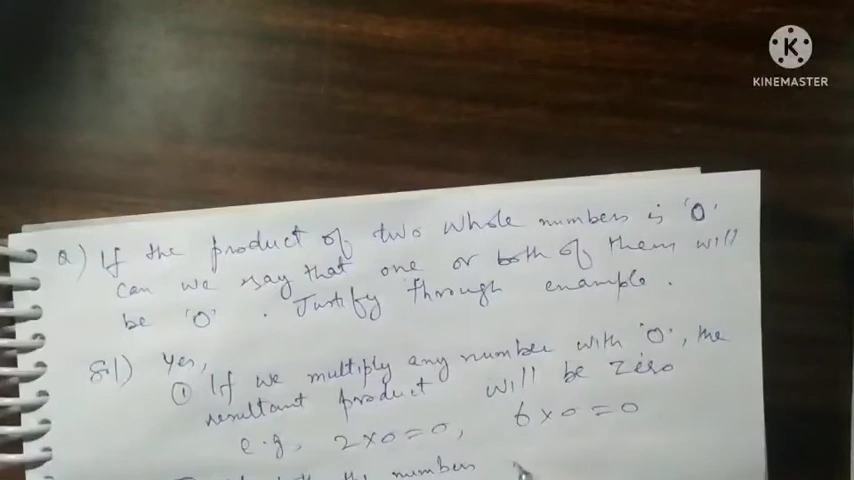 KINEMASTER
Q) If the product of two whole numbers is '0'
can we say that one or both of them will
be '0'. Justify through example.
Sol) Yes,
① If we multiply any number with '0', the
resultant product will be zero
e.g, 2×0=0, 6×0=0
the numbers